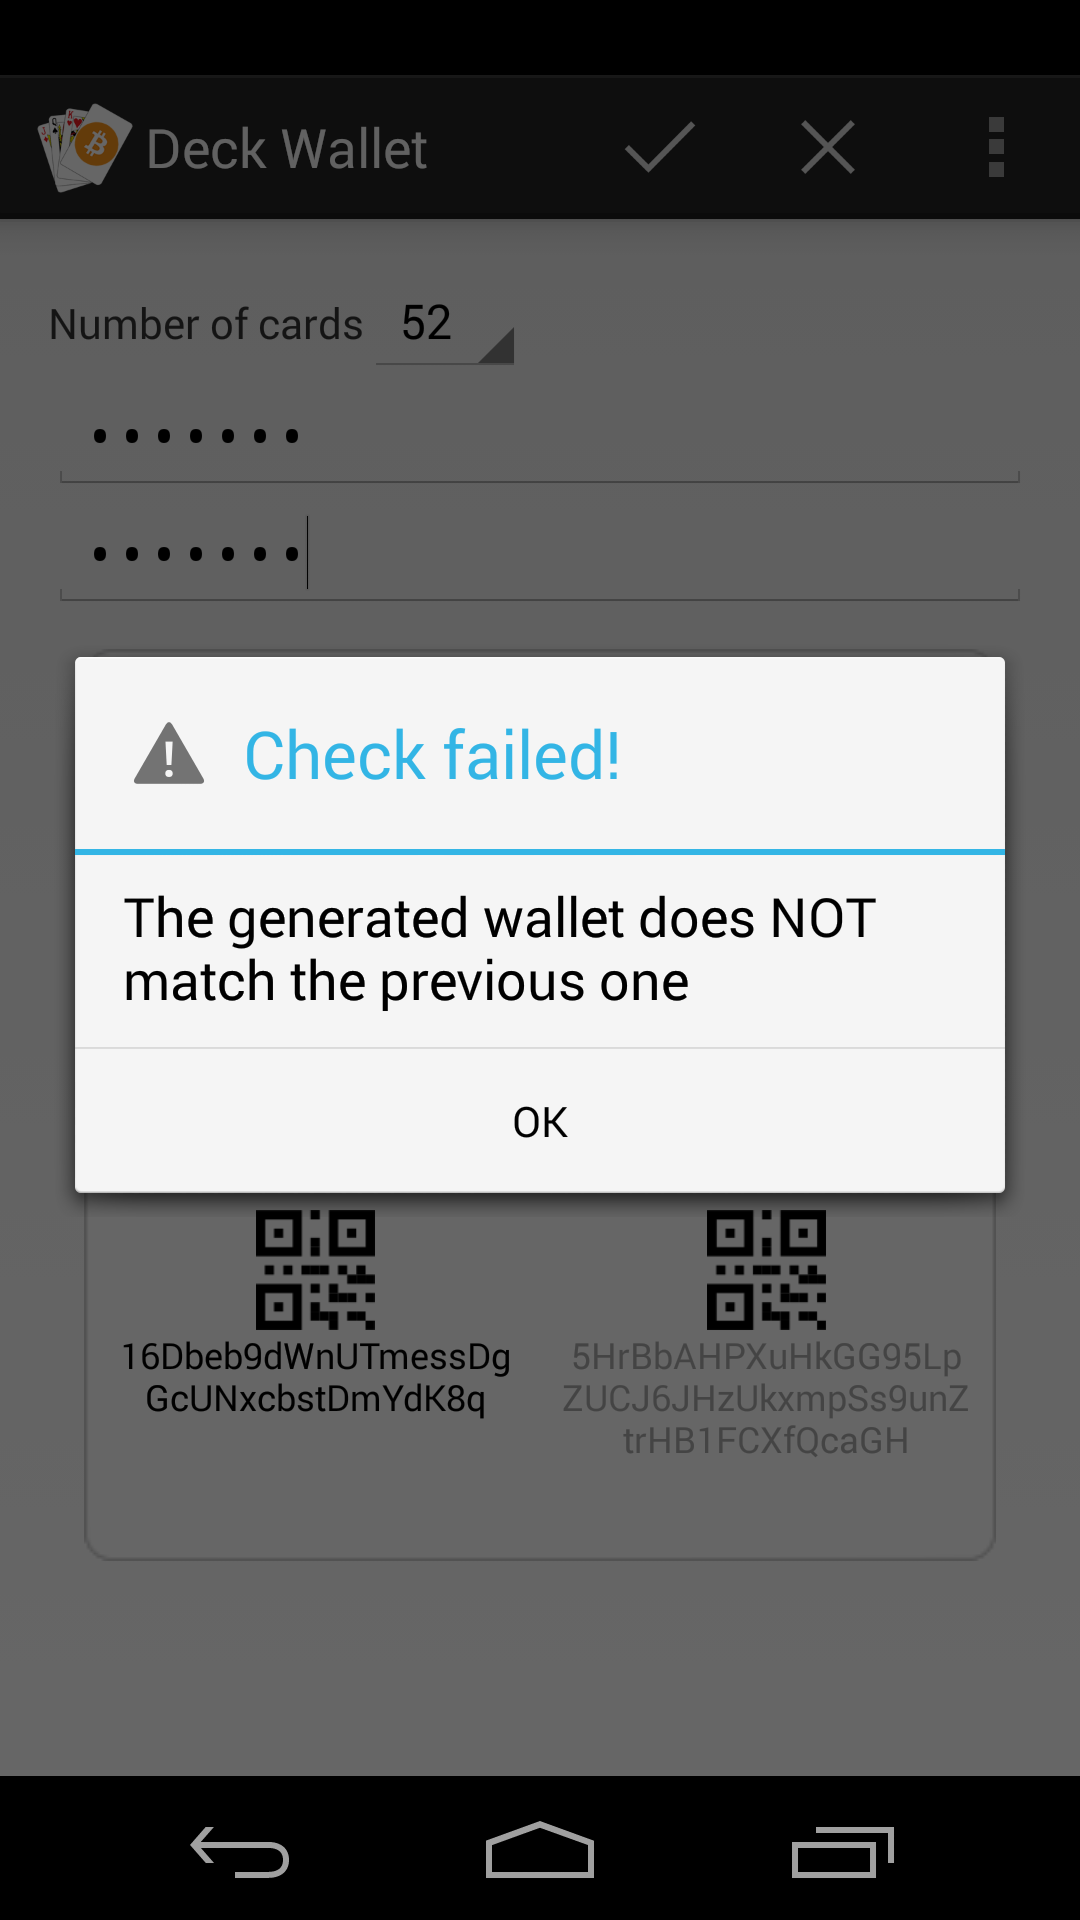 Deck Wallet
Number of cards 52
Check failed!
The generated wallet does NOT
match the previous one
OK
16Dbeb9dWnUTmessDg
GcUNxcbstDmYdK8q
5HrBbAHPXuHkGG95Lp
ZUCJ6JHzUkxmpSs9unZ
trHB1FCXfQcaGH